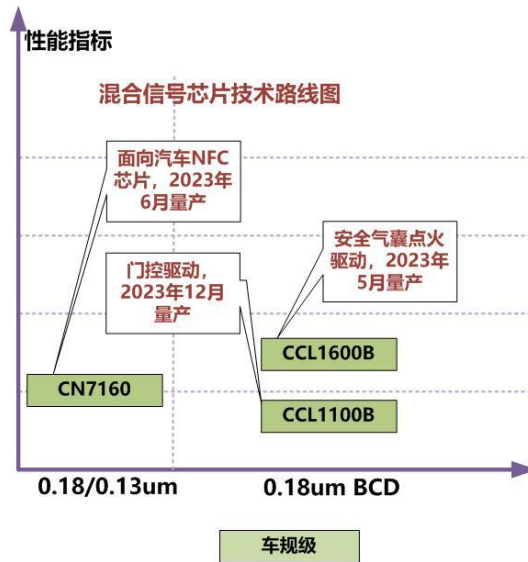 性能指标
混合信号芯片技术路线图
面向汽车NFC
芯片，2023年
6月量产
安全气囊点火
驱动，2023年
5月量产
门控驱动，
2023年12月
量产
CCL1600B
CN7160
CCL1100B
0.18/0.13um
0.18um BCD
车规级